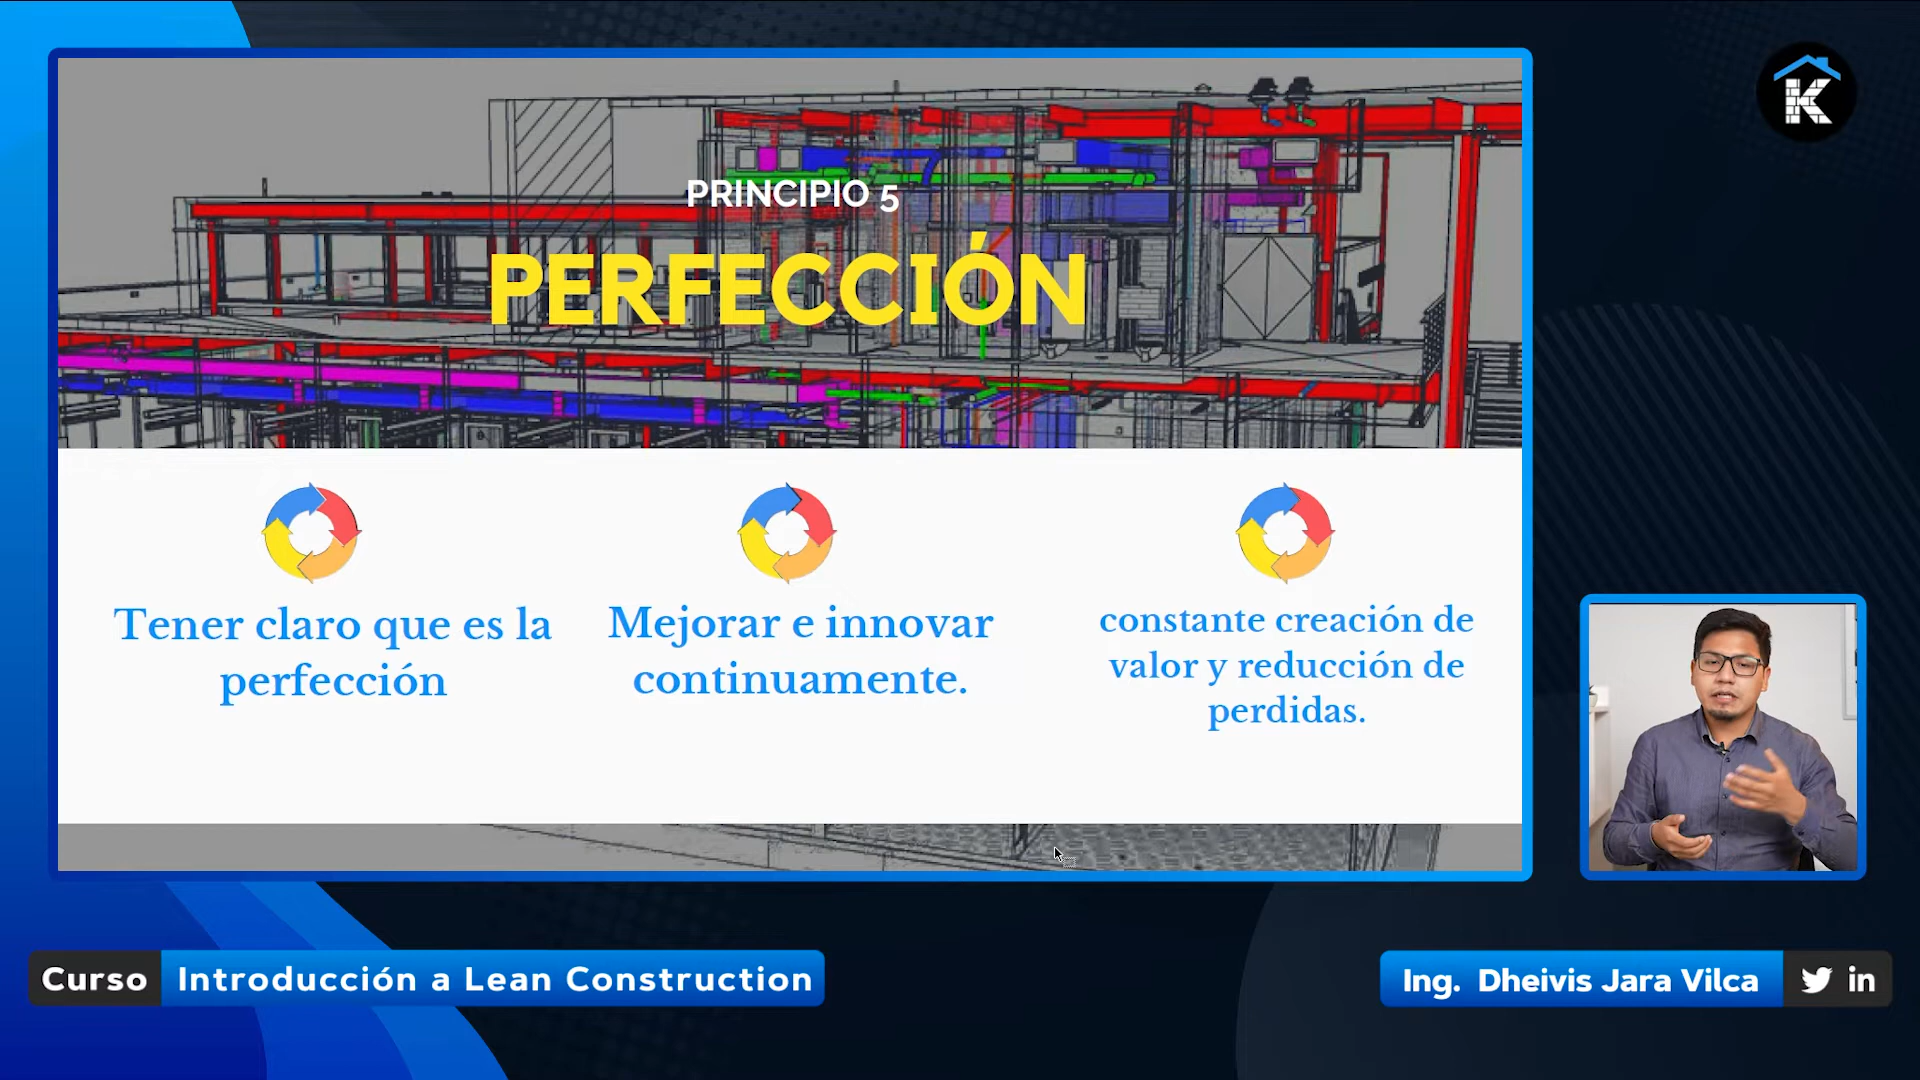 PRINCIPIO 5
PERFECCIÓN
Tener claro que es la
perfección
Mejorar e innovar
continuamente.
constante creación de
valor y reducción de
perdidas.
Curso Introducción a Lean Construction
Ing. Dheivis Jara Vilca in
K